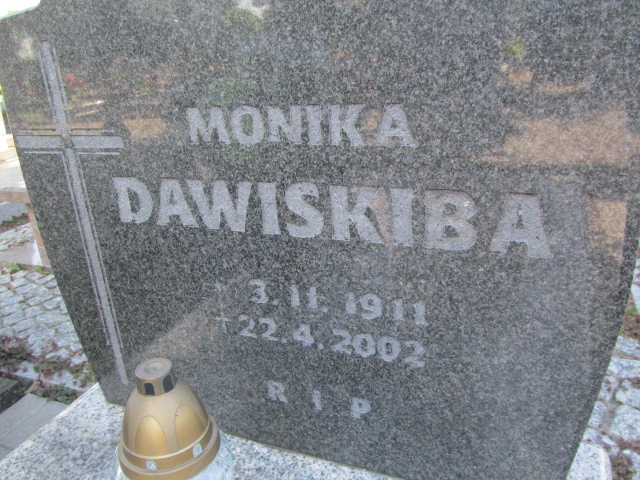 MONIKA
DAWISKIBA
* 3.11.1911
+ 22.4.2002
R I P